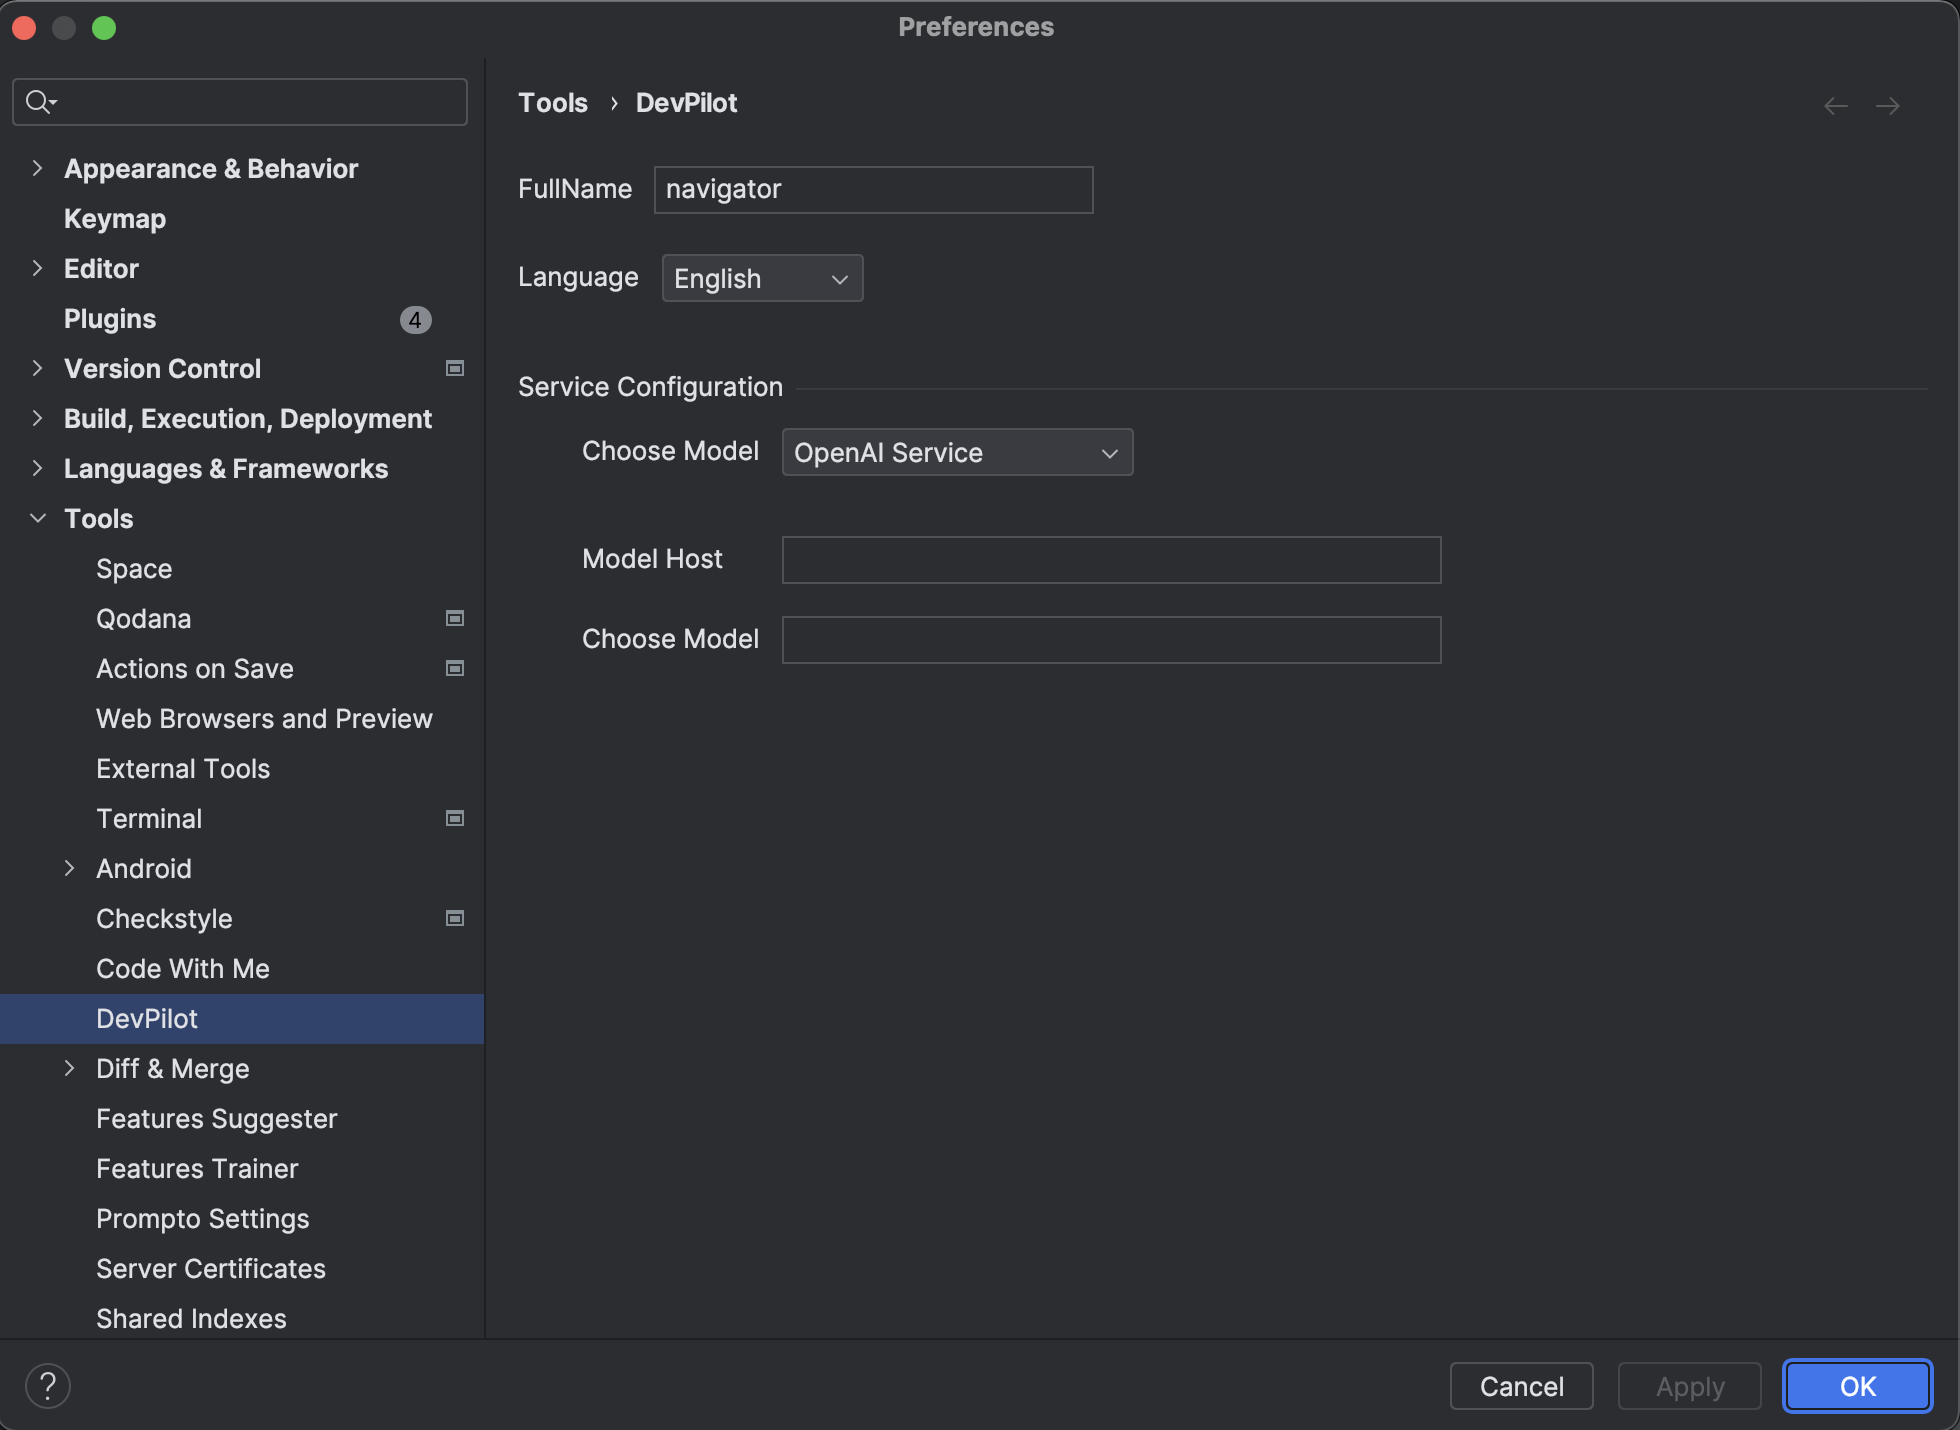 Preferences
Appearance & Behavior
Keymap
Editor
Plugins 4
Version Control
Build, Execution, Deployment
Languages & Frameworks
Tools
Space
Qodana
Actions on Save
Web Browsers and Preview
External Tools
Terminal
Android
Checkstyle
Code With Me
DevPilot
Diff & Merge
Features Suggester
Features Trainer
Prompto Settings
Server Certificates
Shared Indexes
Tools › DevPilot
FullName navigator
Language English
Service Configuration
Choose Model OpenAI Service
Model Host
Choose Model
? Cancel Apply OK